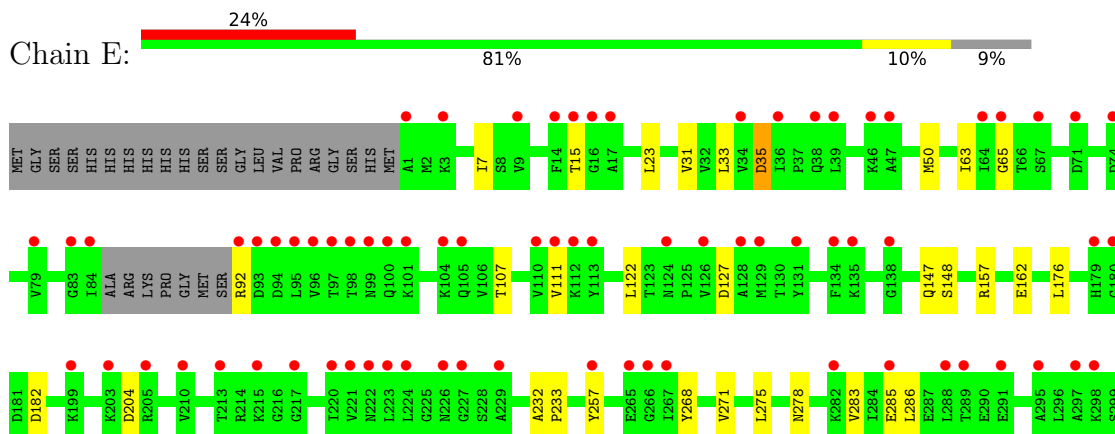 24%
Chain E:
81% 10% 9%
MET GLY SER SER HIS HIS HIS HIS HIS HIS SER SER GLY LEU VAL PRO ARG GLY SER HIS MET A1 M2 K3 I7 S8 V9 F14 T15 G16 A17 L23 V31 V32 L33 V34 D35 I36 P37 Q38 L39 K46 A47 M50 I63 I64 G65 T66 S67 D71
V79 G83 I84 ALA ARG LYS PRO GLY MET SER R92 D93 D94 L95 V96 T97 T98 N99 Q100 K101 K104 Q105 V106 T107 V110 V111 K112 Y113 L122 T123 N124 P125 V126 D127 A128 M129 T130 Y131 F134 K135 G138 Q147 S148 R157 E162 L176 H179
D181 D182 K199 K203 D204 R205 V210 T213 R214 K215 G216 G217 I220 V221 N222 L223 L224 G225 N226 G227 S228 A229 A232 P233 Y257 E265 G266 I267 Y268 V271 L275 N278 K282 V283 I284 E285 L286 E287 L288 T289 E290 E291 A295 L296 A297 K298